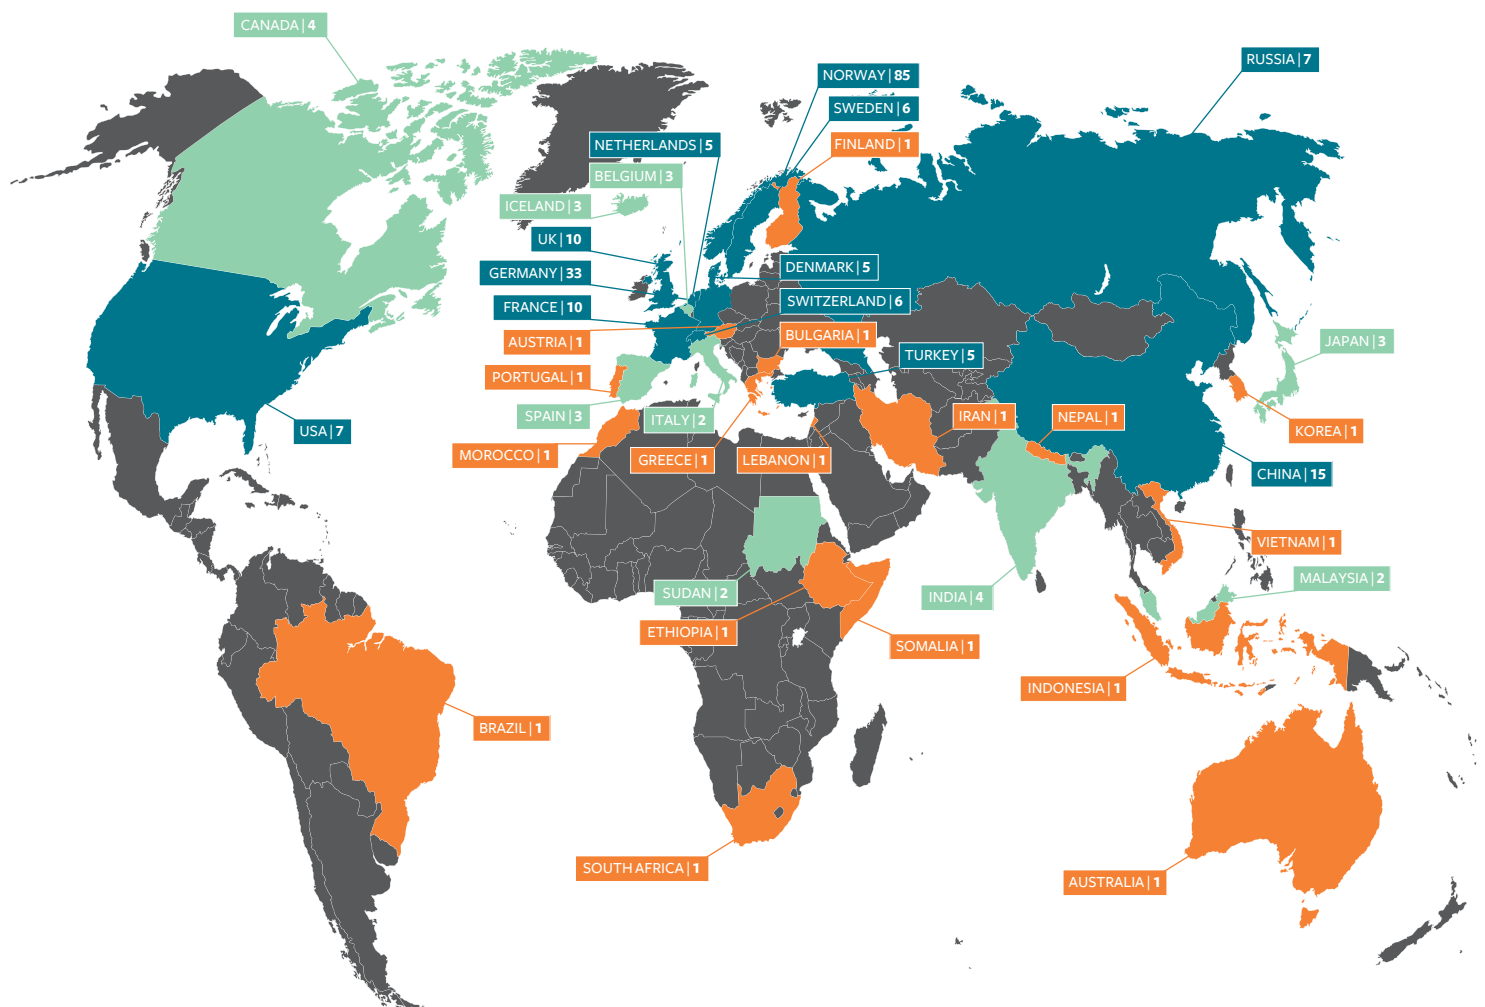 CANADA | 4
RUSSIA | 7
NORWAY | 85
SWEDEN | 6
FINLAND | 1
NETHERLANDS | 5
BELGIUM | 3
ICELAND | 3
UK | 10
GERMANY | 33
DENMARK | 5
FRANCE | 10
SWITZERLAND | 6
AUSTRIA | 1
BULGARIA | 1
TURKEY | 5
JAPAN | 3
PORTUGAL | 1
SPAIN | 3
ITALY | 2
IRAN | 1
NEPAL | 1
USA | 7
KOREA | 1
MOROCCO | 1
GREECE | 1
LEBANON | 1
CHINA | 15
VIETNAM | 1
MALAYSIA | 2
SUDAN | 2
INDIA | 4
ETHIOPIA | 1
SOMALIA | 1
INDONESIA | 1
BRAZIL | 1
SOUTH AFRICA | 1
AUSTRALIA | 1